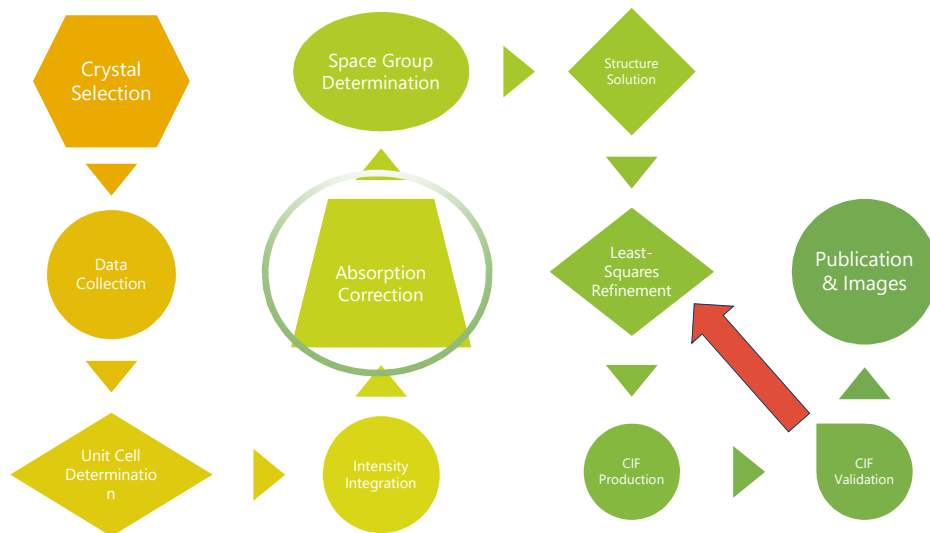 Crystal
Selection
Data
Collection
Unit Cell
Determinatio
n
Intensity
Integration
Absorption
Correction
Space Group
Determination
Structure
Solution
Least-
Squares
Refinement
CIF
Production
CIF
Validation
Publication
& Images